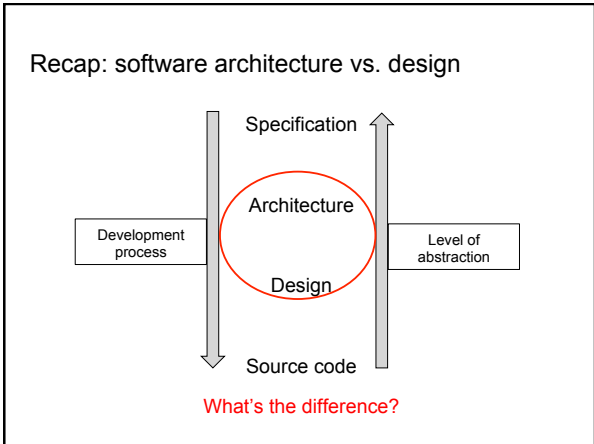 Recap: software architecture vs. design
Specification
Architecture
Development
process
Level of
abstraction
Design
Source code
What's the difference?